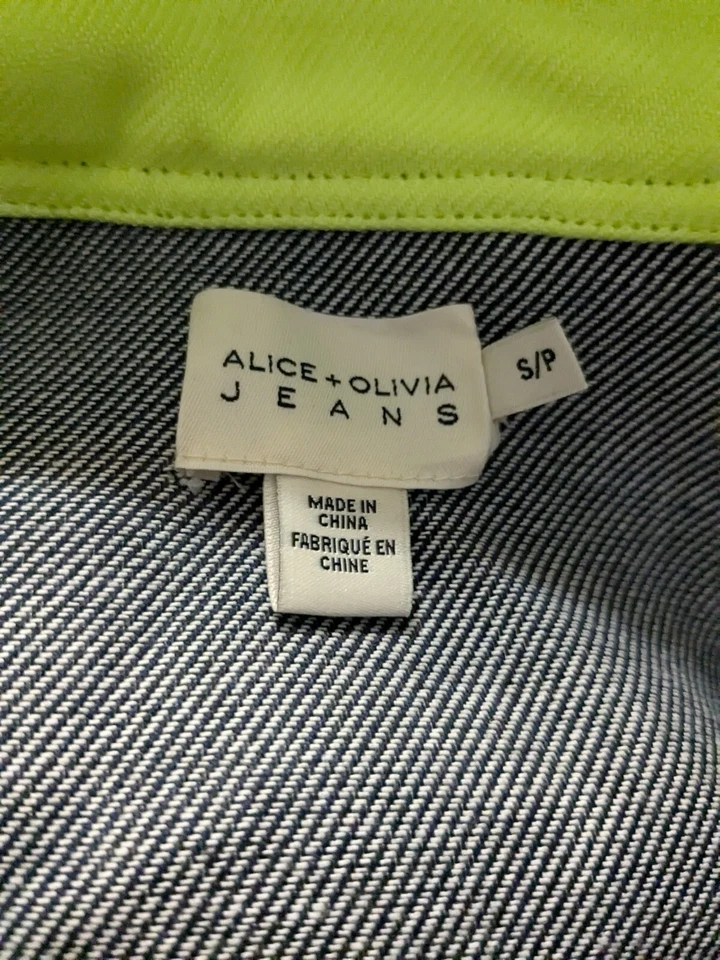 ALICE + OLIVIA
JEANS
S/P
MADE IN
CHINA
FABRIQUÉ EN
CHINE